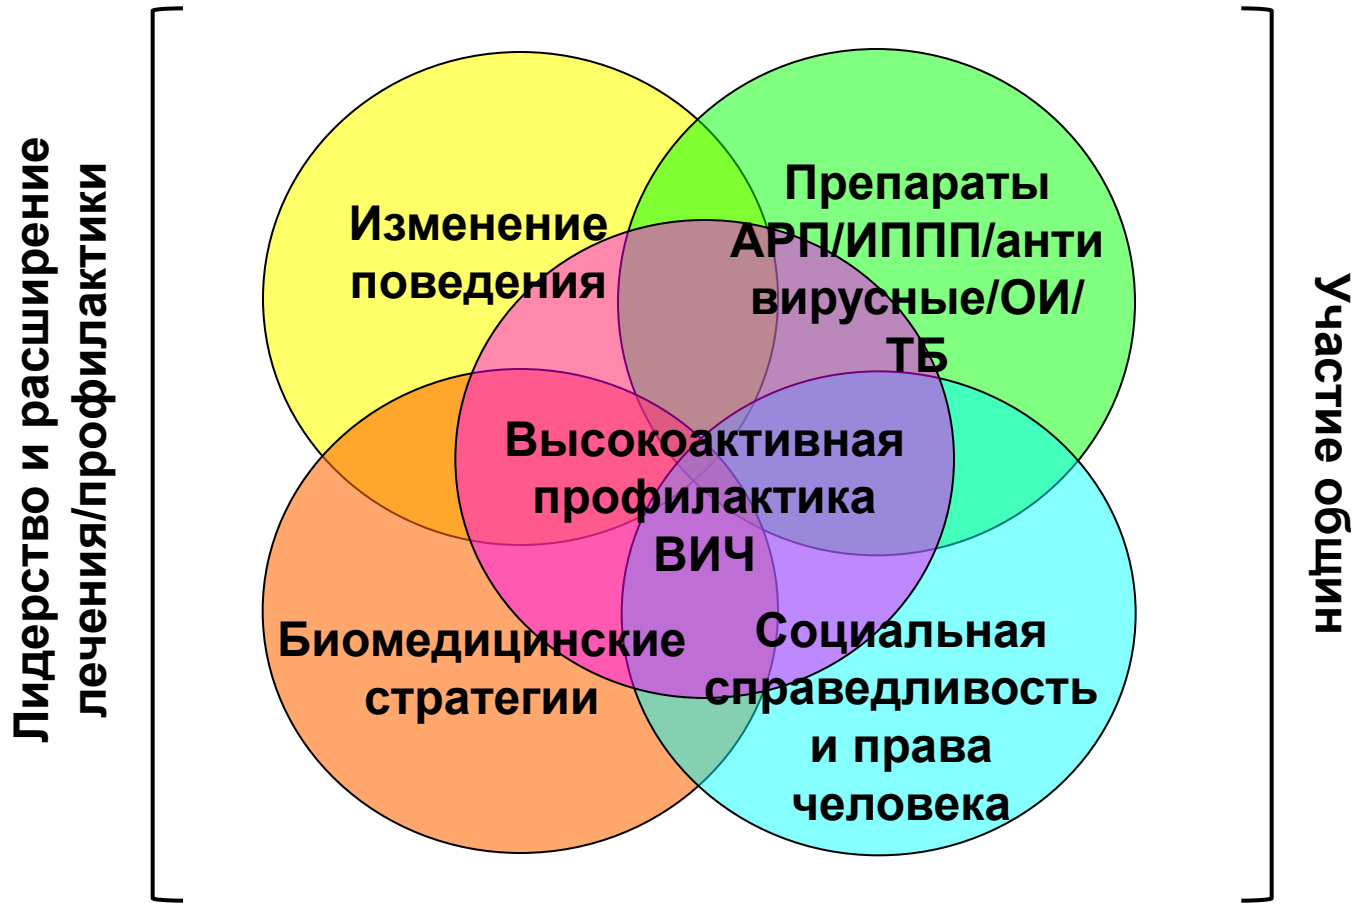 Лидерство и расширение
лечения/профилактики
Изменение
поведения
Препараты
АРП/ИППП/анти
вирусные/ОИ/
ТБ
Высокоактивная
профилактика
ВИЧ
Биомедицинские
стратегии
Социальная
справедливость
и права
человека
Участие общин